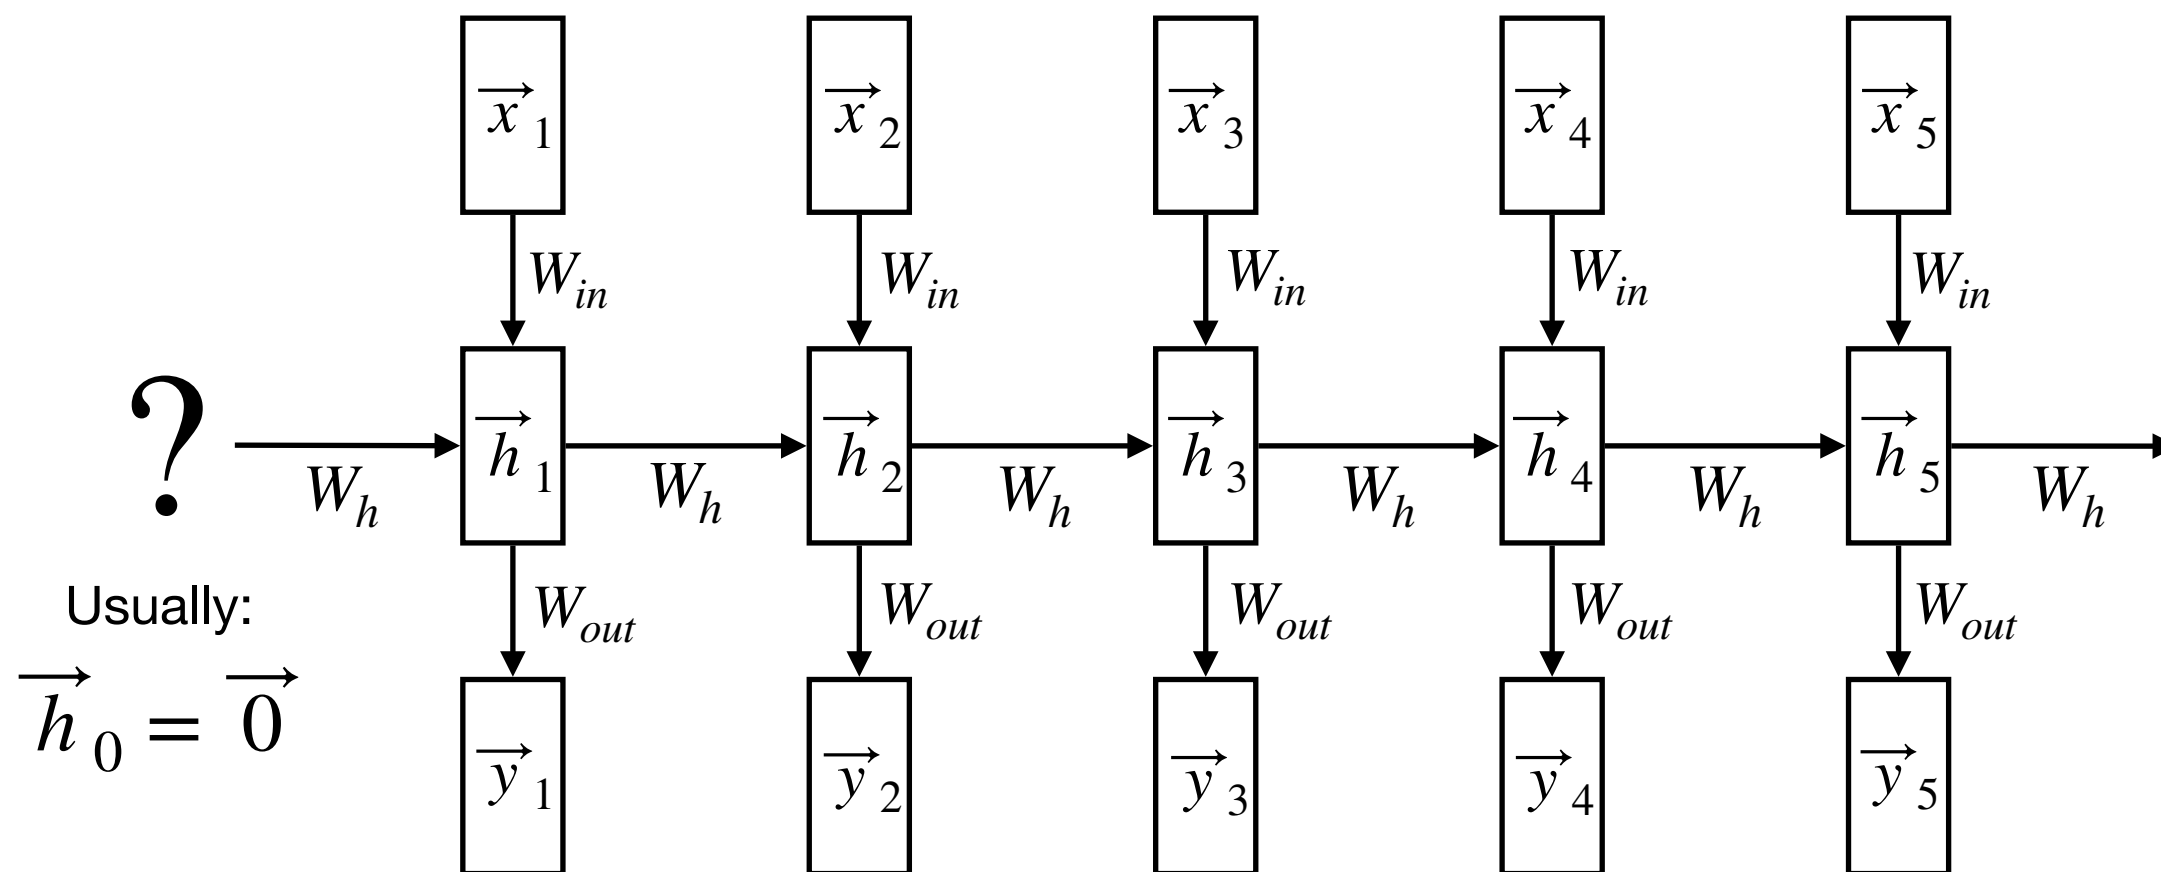 x⃗ 1 x⃗ 2 x⃗ 3 x⃗ 4 x⃗ 5
W_in W_in W_in W_in W_in
? h⃗ 1 h⃗ 2 h⃗ 3 h⃗ 4 h⃗ 5
W_h W_h W_h W_h W_h W_h
Usually:
W_out W_out W_out W_out W_out
h⃗ 0 = 0⃗
y⃗ 1 y⃗ 2 y⃗ 3 y⃗ 4 y⃗ 5